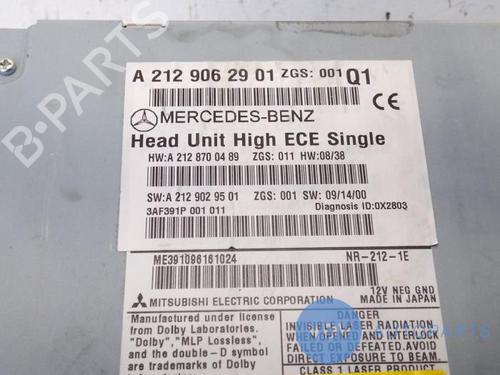 A 212 906 29 01 ZGS: 001 Q1
MERCEDES-BENZ
CE
Head Unit High ECE Single
HW:A 212 870 04 89 ZGS: 011 HW:08/38
SW:A 212 902 95 01 ZGS: 001 SW: 09/14/00
3AF391P 001 011 Diagnosis ID:0X2803
ME391096161024 NR-212-1E
12V NEG GND
MITSUBISHI ELECTRIC CORPORATION MADE IN JAPAN
Manufactured under license
from Dolby Laboratories.
"Dolby", "MLP Lossless",
and the double-D symbol
are trademarks of Dolby
DANGER
INVISIBLE LASER RADIATION
WHEN OPENED AND INTERLOCK
FAILED OR DEFEATED. AVOID
DIRECT EXPOSURE TO BEAM.
CLASS 1 LASER PRODUCT
B-PARTS